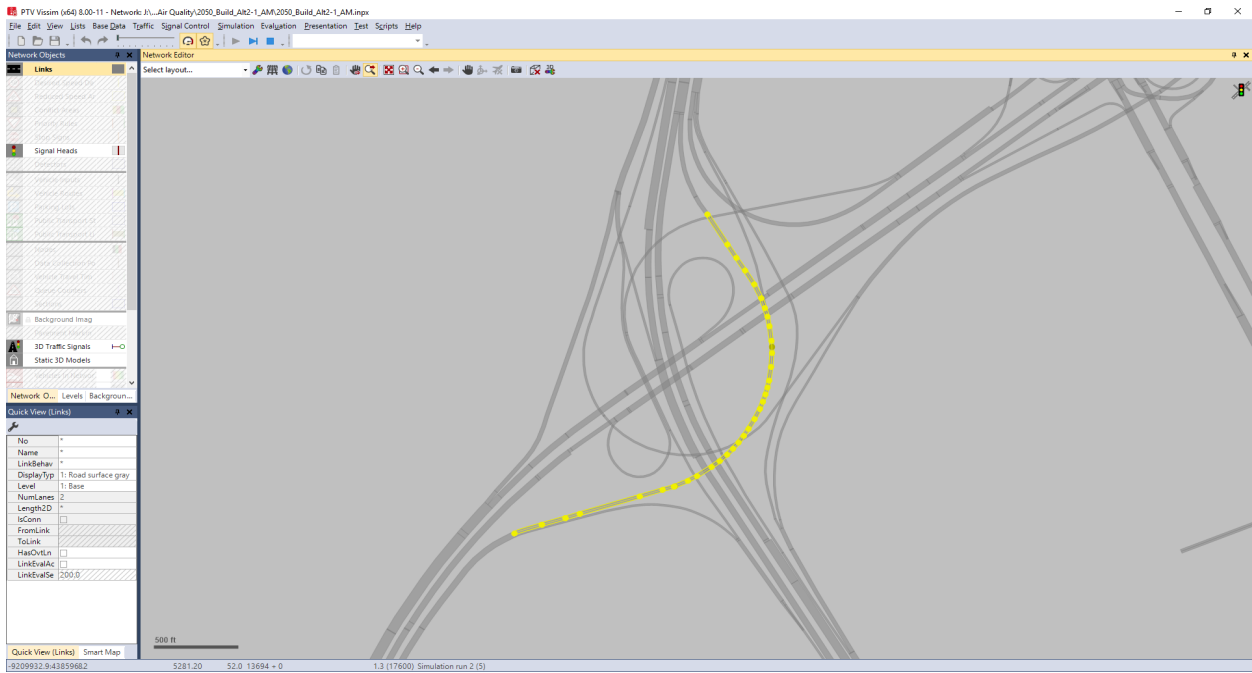 PTV Vissim (x64) 8.00-11 - Network: J:\...Air Quality\2050_Build_Alt2-1_AM\2050_Build_Alt2-1_AM.inpx
File Edit View Lists Base Data Traffic Signal Control Simulation Evaluation Presentation Test Scripts Help
Network Objects
Network Editor
Links
Select layout...
Signal Heads
Background Imag
3D Traffic Signals
Static 3D Models
Network O... Levels Backgroun...
Quick View (Links)
No *
Name *
LinkBehav *
DisplayTyp 1: Road surface gray
Level 1: Base
NumLanes 2
Length2D *
IsConn
FromLink
ToLink
HasOvtLn
LinkEvalAc
LinkEvalSe 200.0
500 ft
Quick View (Links) Smart Map
-9209932.9:4385968.2 5281.20 52.0 13694 + 0 1.3 (17600) Simulation run 2 (5)